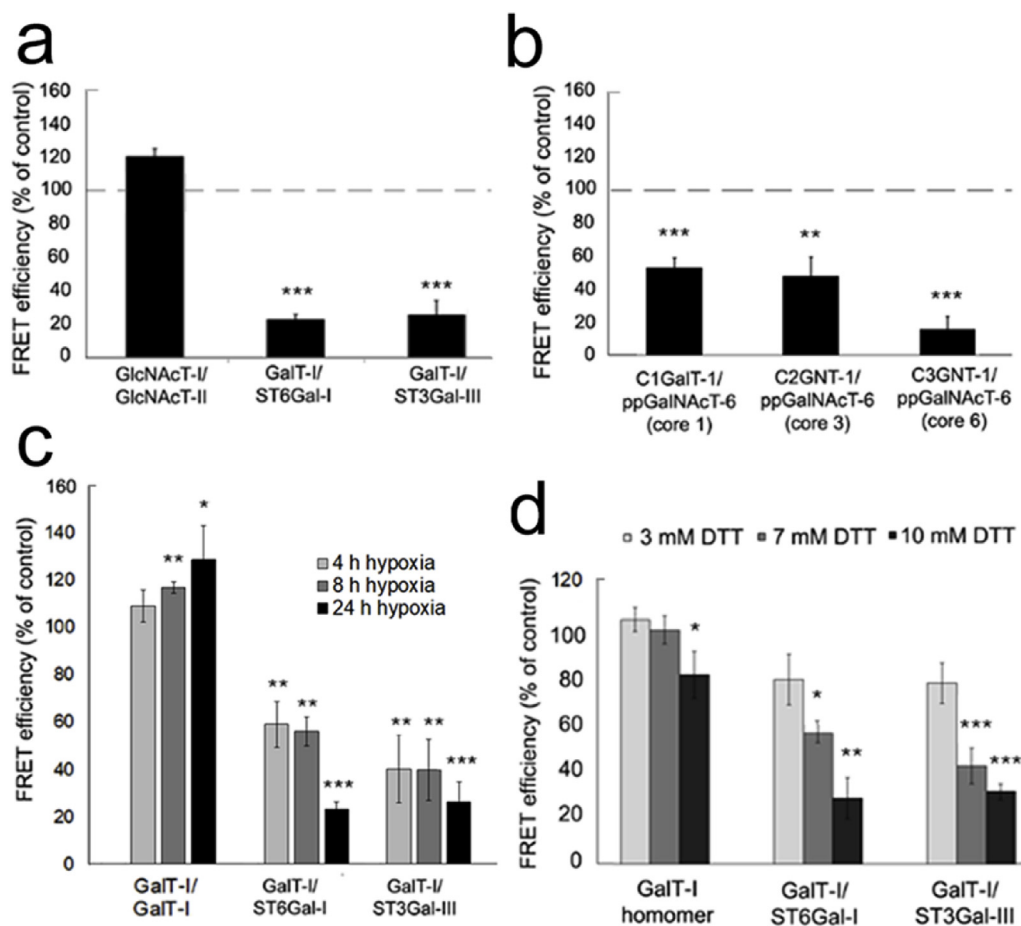 a
FRET efficiency (% of control)
160
140
120
100
80
60
40
20
0
***
***
GlcNAcT-I/
GlcNAcT-II
GalT-I/
ST6Gal-I
GalT-I/
ST3Gal-III
b
FRET efficiency (% of control)
160
140
120
100
80
60
40
20
0
***
**
***
C1GalT-1/
ppGalNAcT-6
(core 1)
C2GNT-1/
ppGalNAcT-6
(core 3)
C3GNT-1/
ppGalNAcT-6
(core 6)
c
FRET efficiency (% of control)
160
140
120
100
80
60
40
20
0
**
*
**
**
***
**
**
***
4 h hypoxia
8 h hypoxia
24 h hypoxia
GalT-I/
GalT-I
GalT-I/
ST6Gal-I
GalT-I/
ST3Gal-III
d
3 mM DTT 7 mM DTT 10 mM DTT
FRET efficiency (% of control)
120
100
80
60
40
20
0
*
*
**
***
***
GalT-I
homomer
GalT-I/
ST6Gal-I
GalT-I/
ST3Gal-III